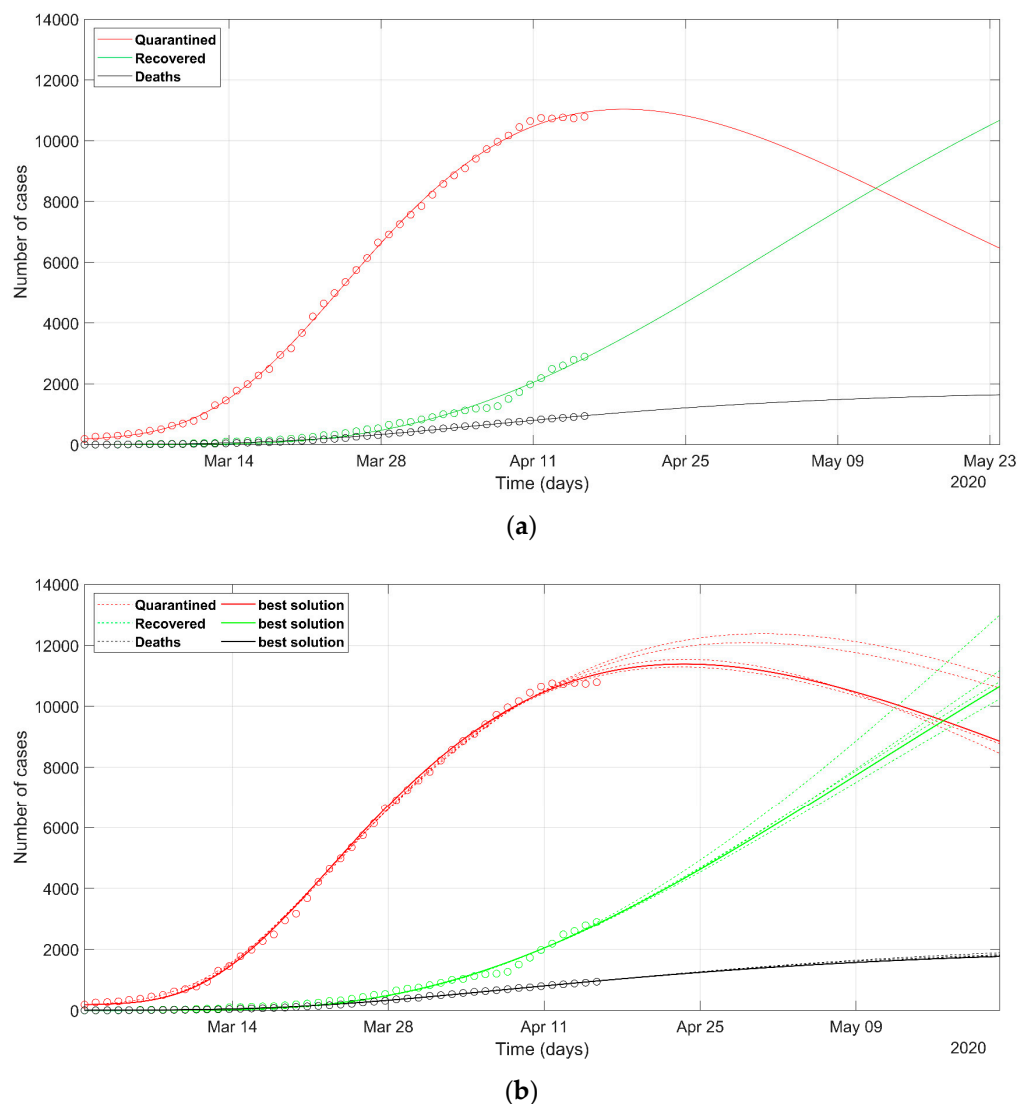 14000
12000
10000
8000
6000
4000
2000
0
Number of cases
Quarantined
Recovered
Deaths
Mar 14 Mar 28 Apr 11 Apr 25 May 09 May 23
Time (days)
2020
(a)
14000
12000
10000
8000
6000
4000
2000
0
Number of cases
Quarantined best solution
Recovered best solution
Deaths best solution
Mar 14 Mar 28 Apr 11 Apr 25 May 09
Time (days)
2020
(b)